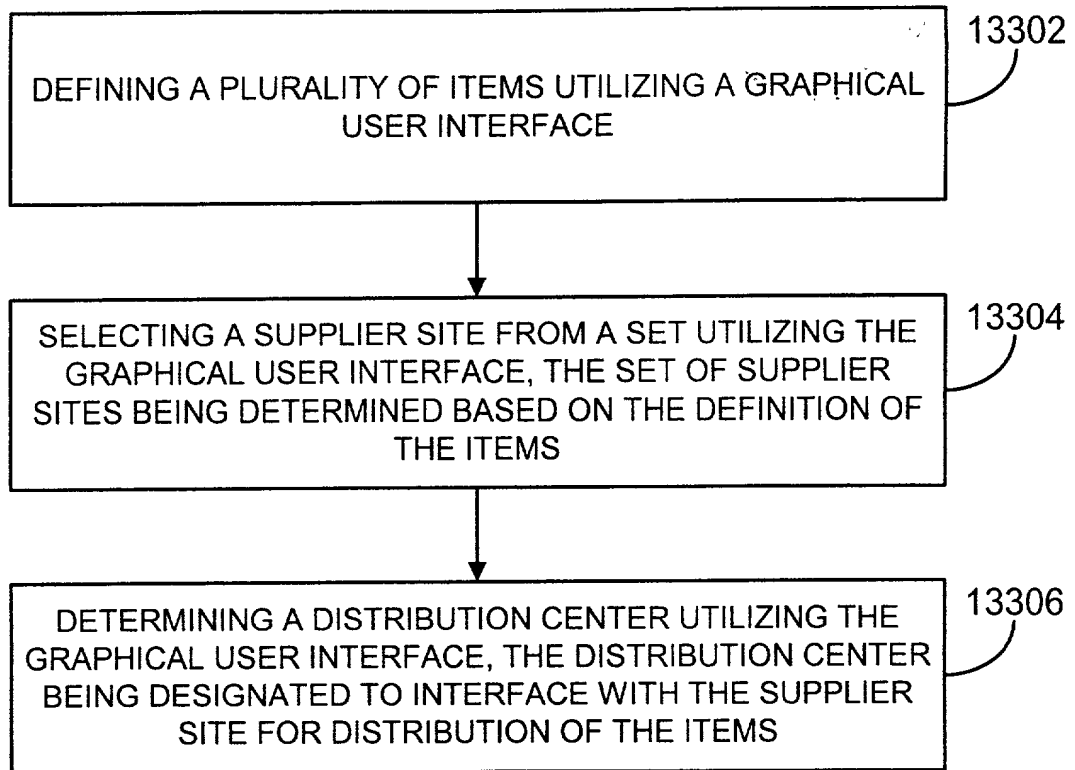 13302
DEFINING A PLURALITY OF ITEMS UTILIZING A GRAPHICAL
USER INTERFACE
13304
SELECTING A SUPPLIER SITE FROM A SET UTILIZING THE
GRAPHICAL USER INTERFACE, THE SET OF SUPPLIER
SITES BEING DETERMINED BASED ON THE DEFINITION OF
THE ITEMS
13306
DETERMINING A DISTRIBUTION CENTER UTILIZING THE
GRAPHICAL USER INTERFACE, THE DISTRIBUTION CENTER
BEING DESIGNATED TO INTERFACE WITH THE SUPPLIER
SITE FOR DISTRIBUTION OF THE ITEMS